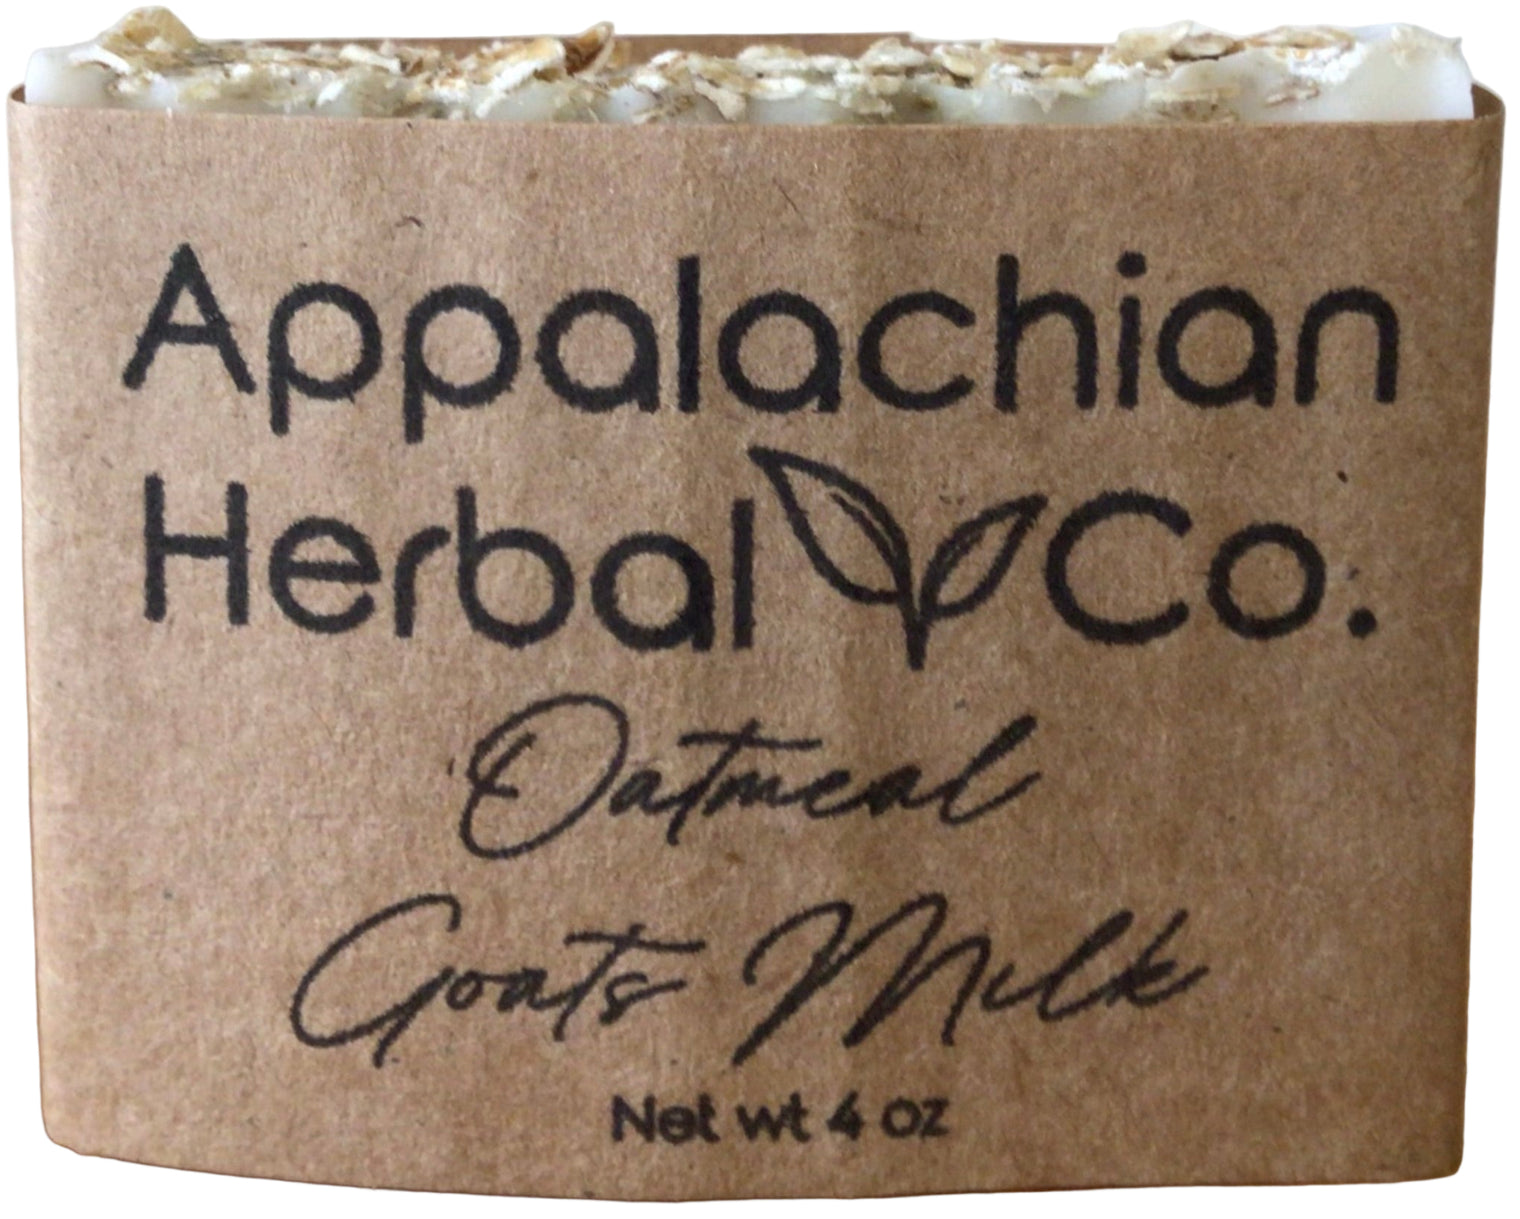 Appalachian
Herbal Co.
Oatmeal
Goats Milk
Net wt 4 oz